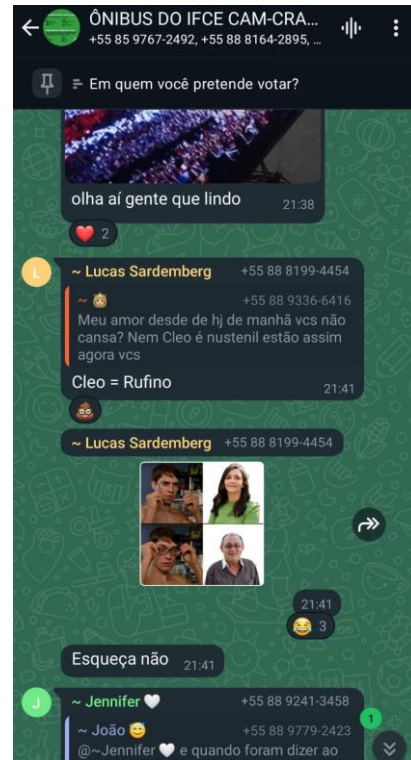 ÔNIBUS DO IFCE CAM-CRA...
+55 85 9767-2492, +55 88 8164-2895, ...
Em quem você pretende votar?
olha aí gente que lindo 21:38
2
L ~ Lucas Sardemberg +55 88 8199-4454
~ +55 88 9336-6416
Meu amor desde de hj de manhã vcs não
cansa? Nem Cleo é nustenil estão assim
agora vcs
Cleo = Rufino 21:41
~ Lucas Sardemberg +55 88 8199-4454
21:41
3
Esqueça não 21:41
J ~ Jennifer 🤍 +55 88 9241-3458
1
~ João 😇 +55 88 9779-2423
@~Jennifer 🤍 e quando foram dizer ao